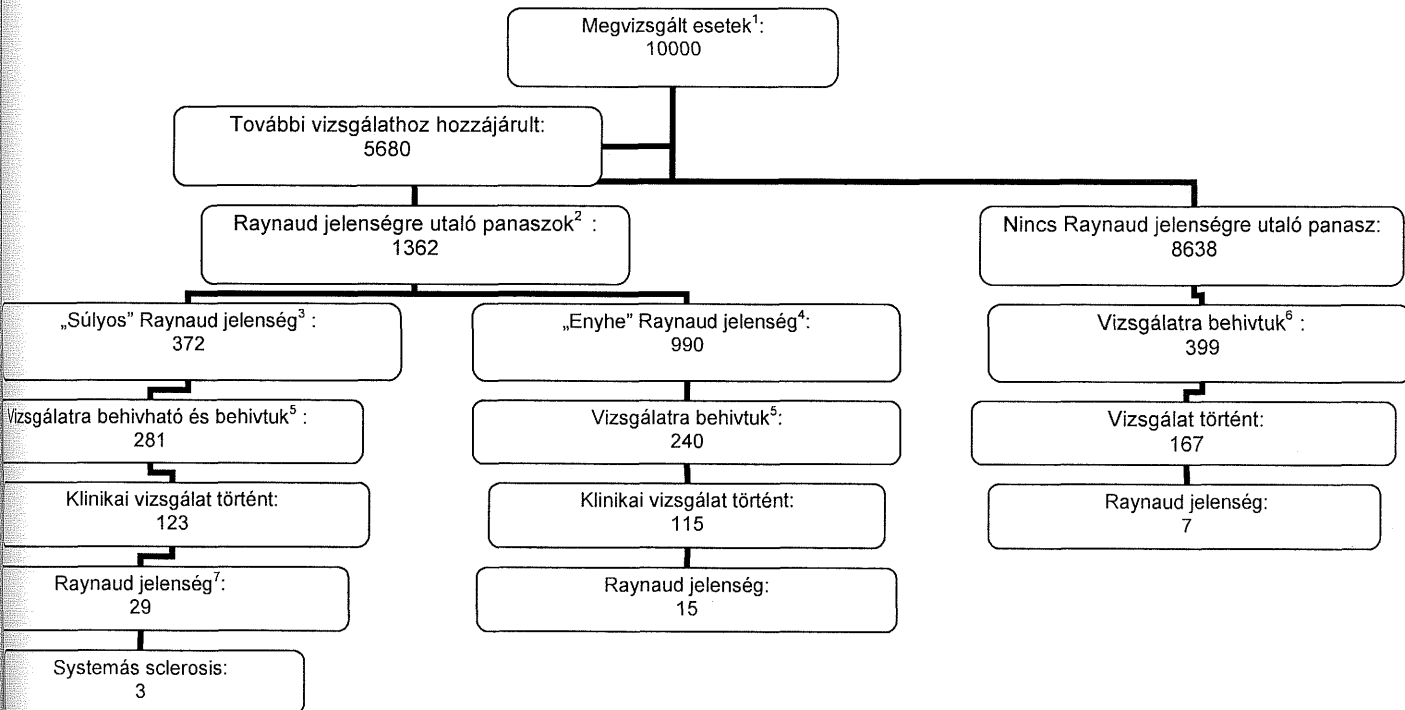 Megvizsgált esetek¹:
10000
További vizsgálathoz hozzájárult:
5680
Raynaud jelenségre utaló panaszok² :
1362
Nincs Raynaud jelenségre utaló panasz:
8638
„Súlyos” Raynaud jelenség³ :
372
„Enyhe” Raynaud jelenség⁴:
990
Vizsgálatra behivtuk⁶ :
399
Vizsgálatra behivható és behivtuk⁵ :
281
Vizsgálatra behivtuk⁵:
240
Vizsgálat történt:
167
Klinikai vizsgálat történt:
123
Klinikai vizsgálat történt:
115
Raynaud jelenség:
7
Raynaud jelenség⁷:
29
Raynaud jelenség:
15
Systemás sclerosis:
3